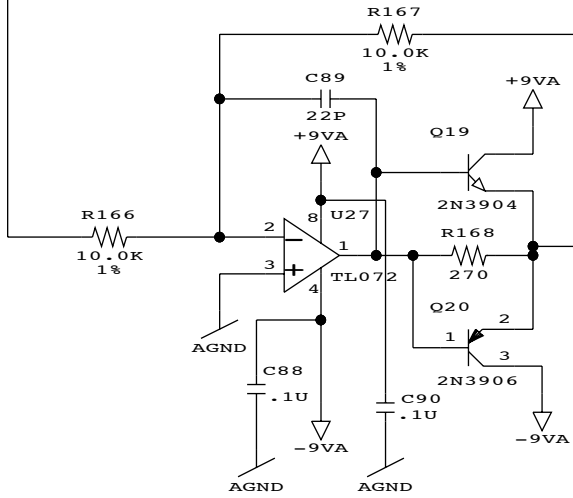 R167
10.0K
1%
C89
22P
+9VA
+9VA
Q19
2N3904
R166
10.0K
1%
2
3
8
U27
1
TL072
4
R168
270
AGND
Q20
1
2
3
2N3906
C88
.1U
C90
.1U
-9VA
-9VA
AGND
AGND